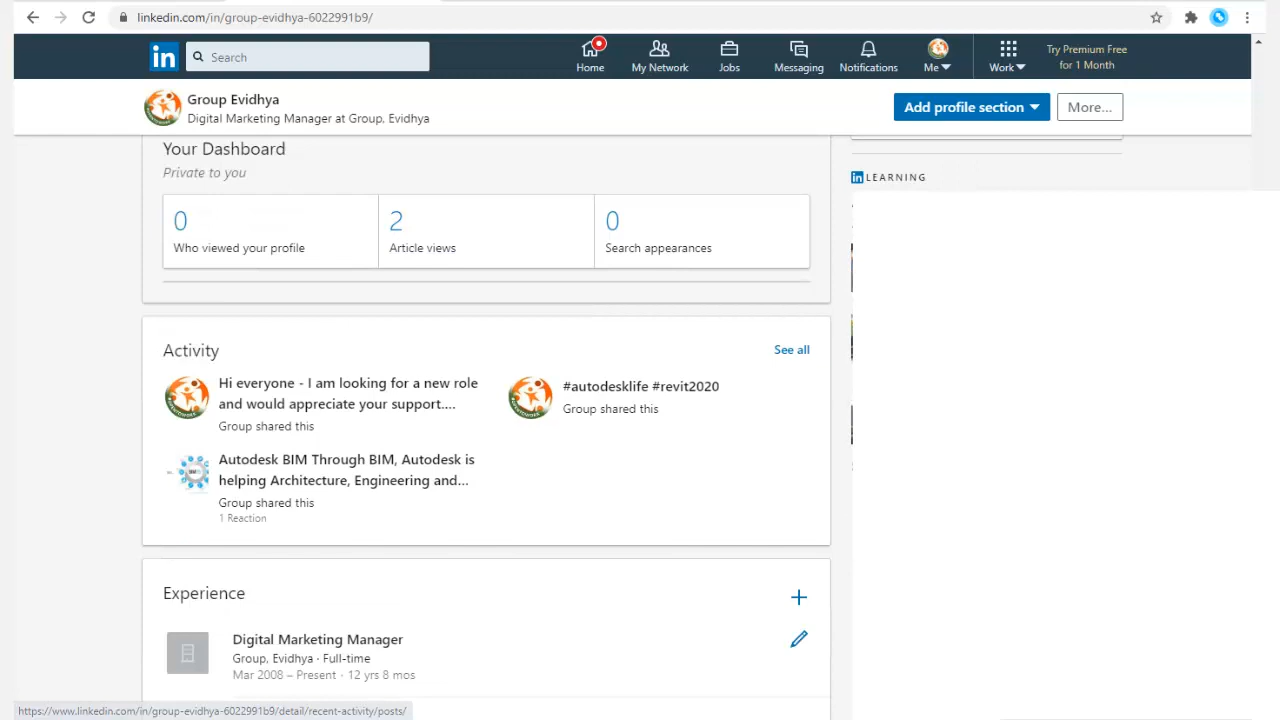 linkedin.com/in/group-evidhya-6022991b9/
in
Search
Home
My Network
Jobs
Messaging
Notifications
Me
Work
Try Premium Free
for 1 Month
Group Evidhya
Digital Marketing Manager at Group, Evidhya
Add profile section
More...
Your Dashboard
Private to you
0
Who viewed your profile
2
Article views
0
Search appearances
in LEARNING
Activity
See all
Hi everyone - I am looking for a new role
and would appreciate your support....
Group shared this
#autodesklife #revit2020
Group shared this
Autodesk BIM Through BIM, Autodesk is
helping Architecture, Engineering and...
Group shared this
1 Reaction
Experience
Digital Marketing Manager
Group, Evidhya · Full-time
Mar 2008 – Present · 12 yrs 8 mos
https://www.linkedin.com/in/group-evidhya-6022991b9/detail/recent-activity/posts/